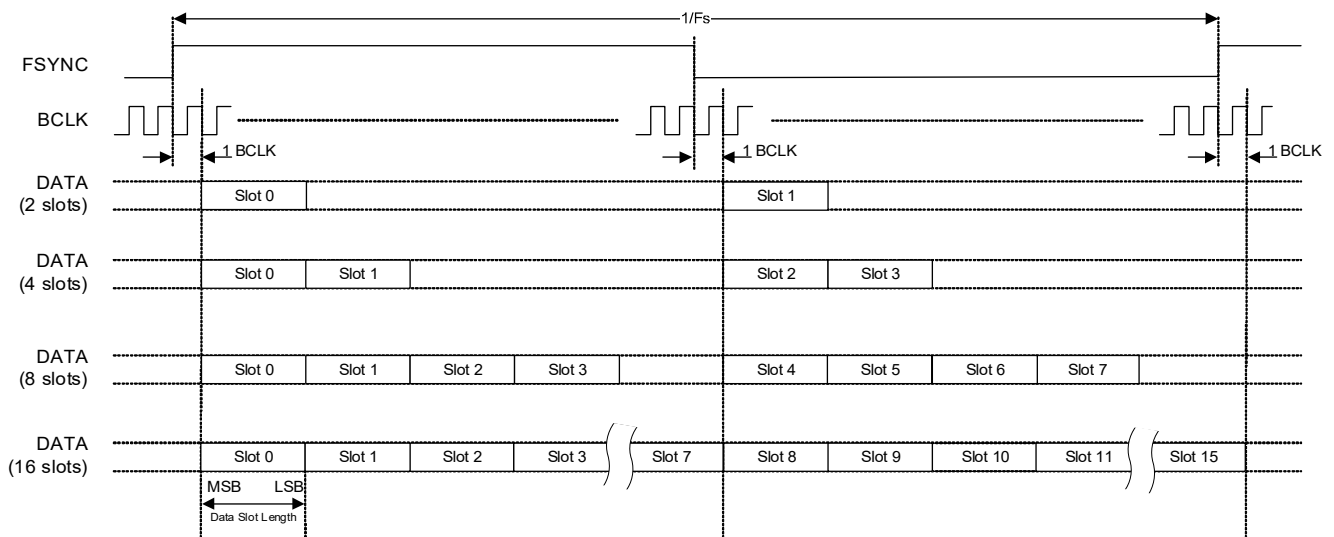 1/Fs
FSYNC
BCLK
1 BCLK 1 BCLK 1 BCLK
DATA
(2 slots)
Slot 0 Slot 1
DATA
(4 slots)
Slot 0 Slot 1 Slot 2 Slot 3
DATA
(8 slots)
Slot 0 Slot 1 Slot 2 Slot 3 Slot 4 Slot 5 Slot 6 Slot 7
DATA
(16 slots)
Slot 0 Slot 1 Slot 2 Slot 3 Slot 7 Slot 8 Slot 9 Slot 10 Slot 11 Slot 15
MSB LSB
Data Slot Length